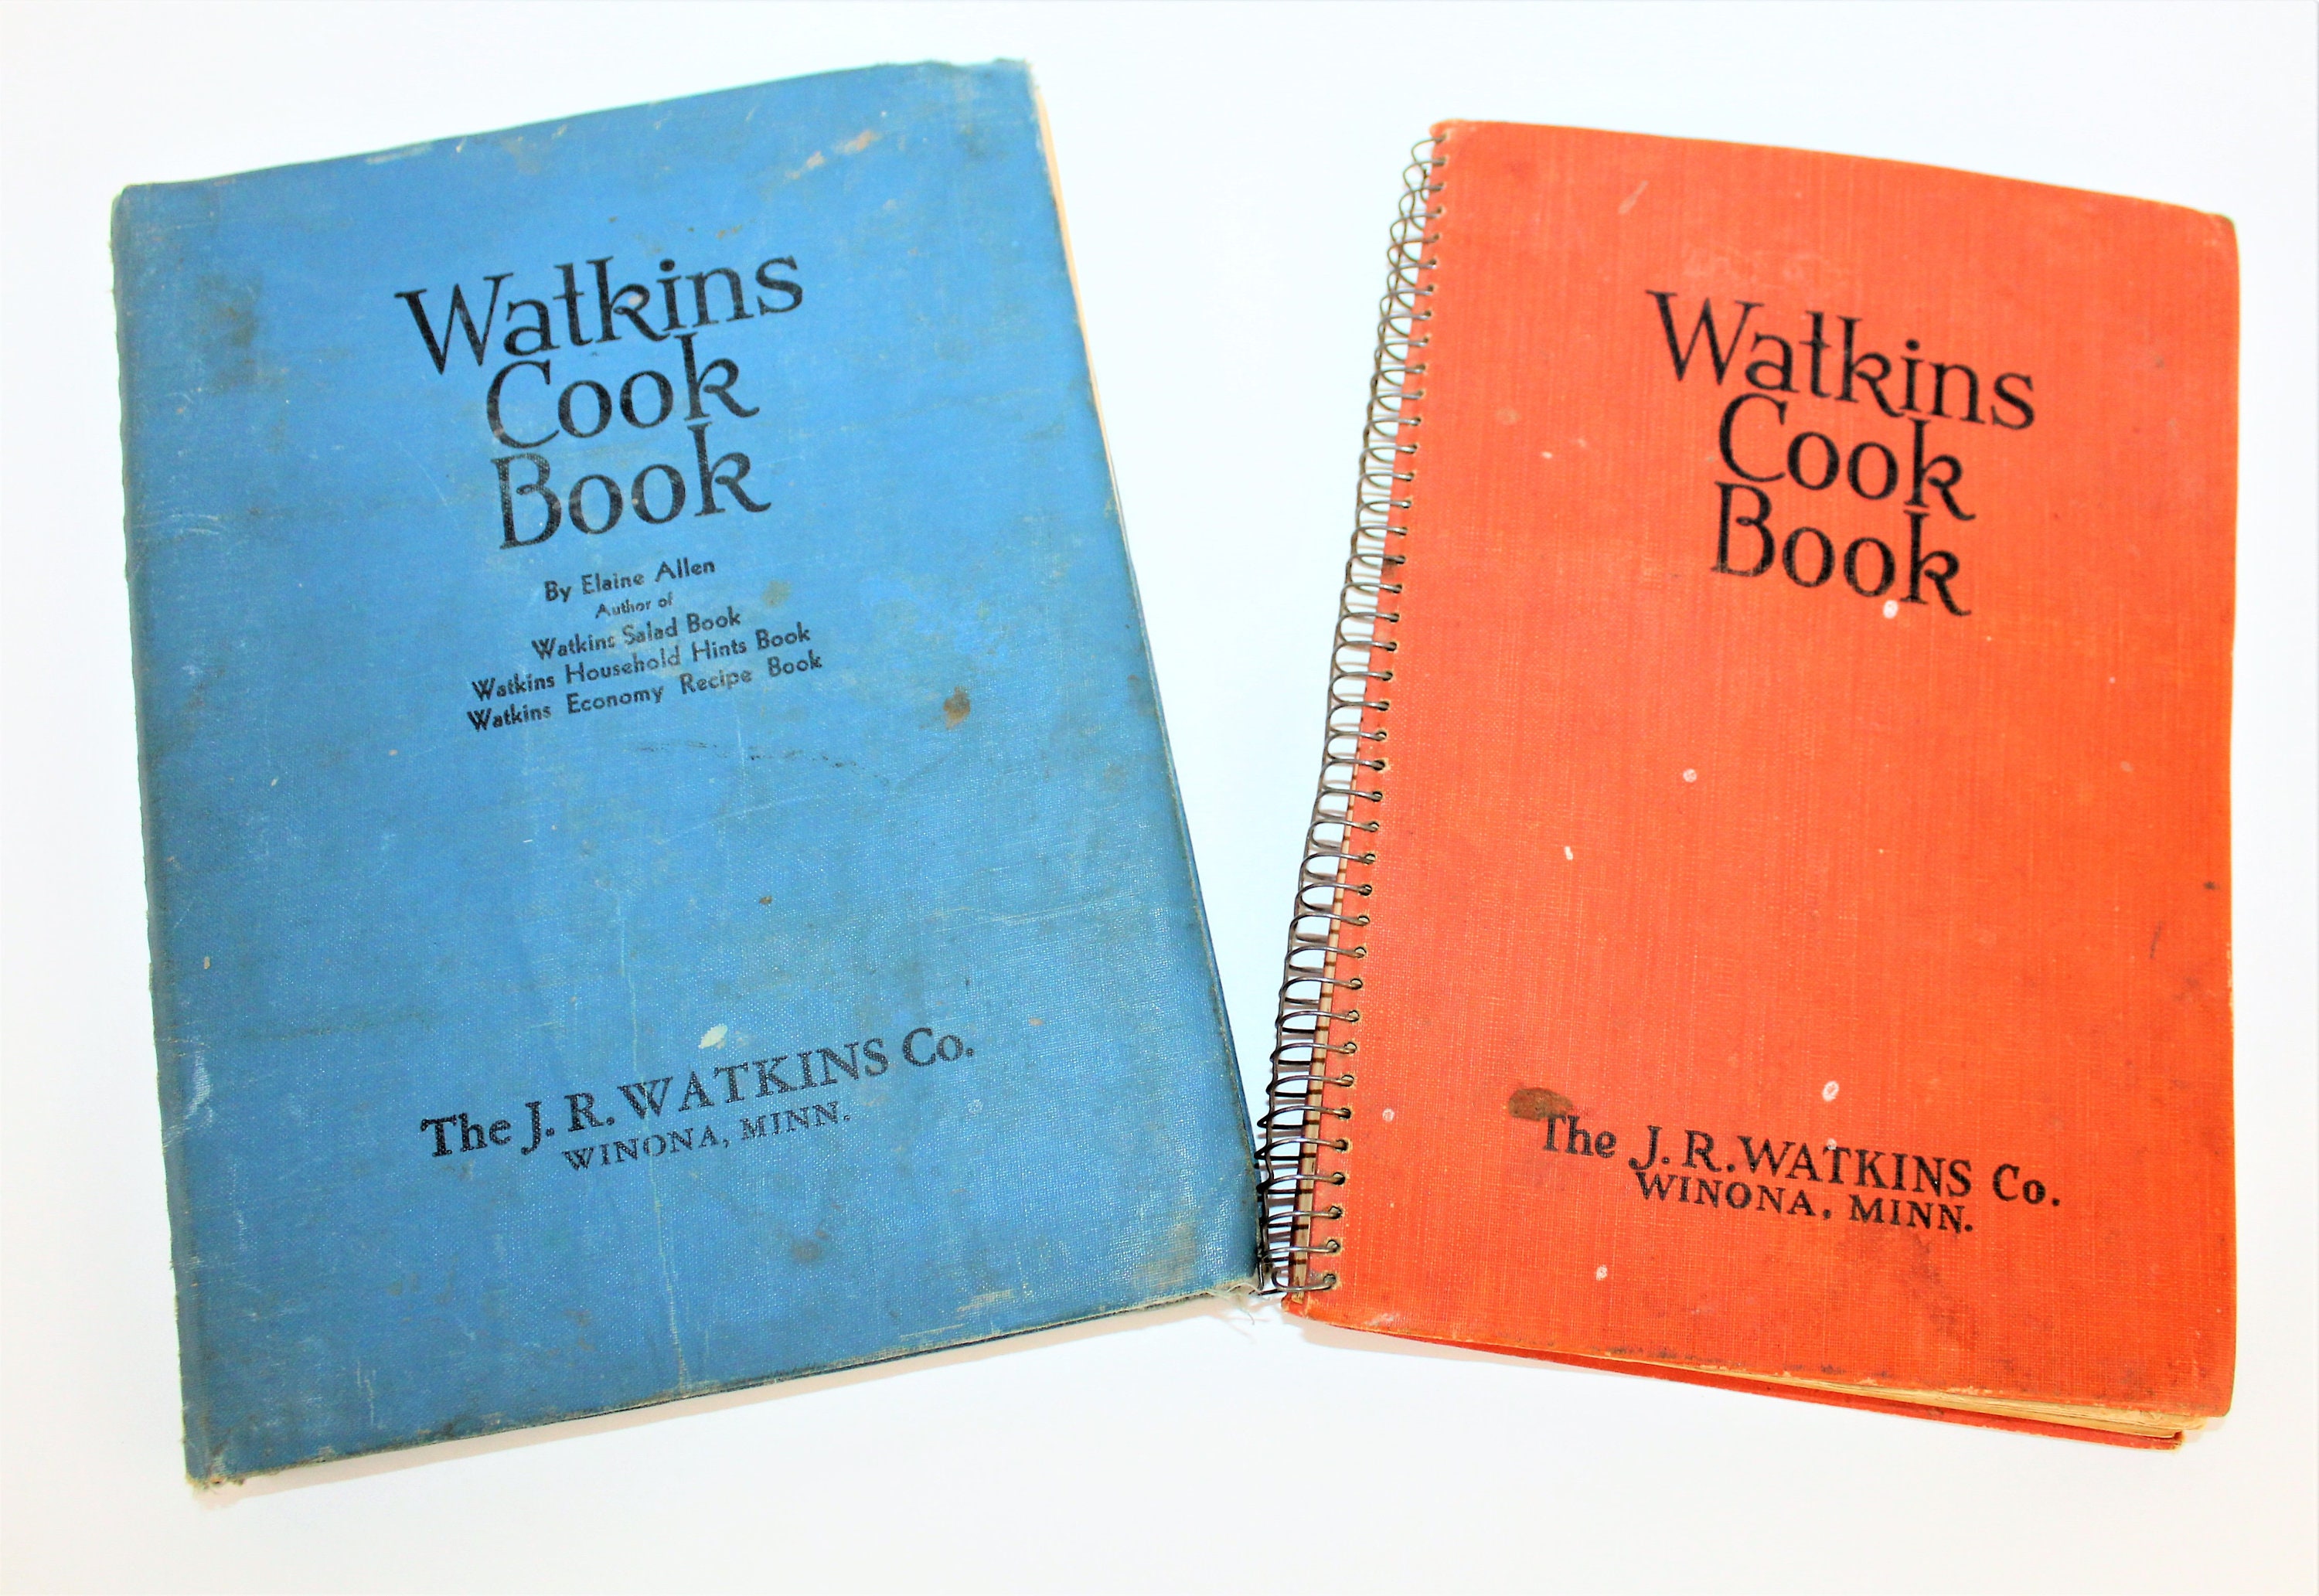 Watkins
Cook
Book
By Elaine Allen
Author of
Watkins Salad Book
Watkins Household Hints Book
Watkins Economy Recipe Book
The J. R. WATKINS Co.
WINONA, MINN.
Watkins
Cook
Book
The J. R. WATKINS Co.
WINONA, MINN.